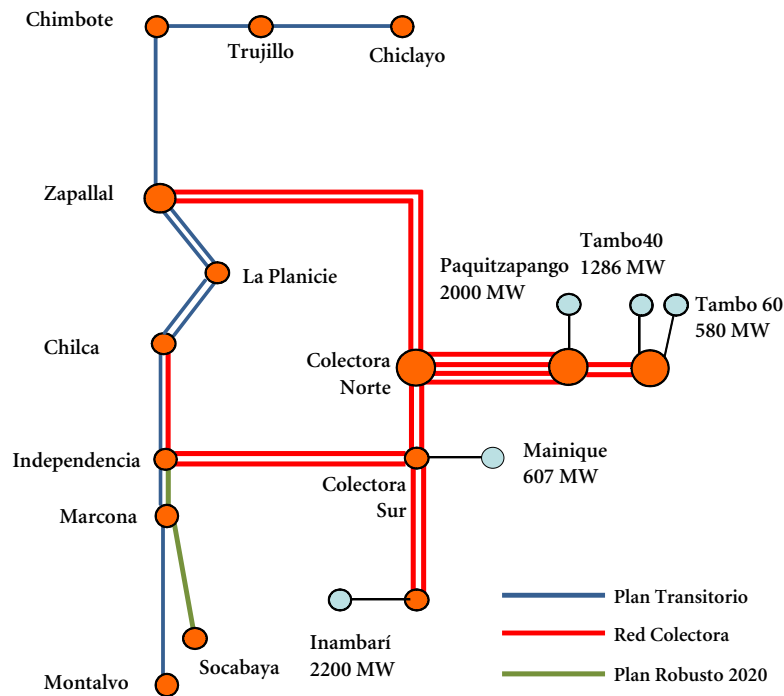 Chimbote
Trujillo
Chiclayo
Zapallal
La Planicie
Paquitzapango
2000 MW
Tambo40
1286 MW
Tambo 60
580 MW
Chilca
Colectora
Norte
Independencia
Mainique
607 MW
Colectora
Sur
Marcona
Inambarí
2200 MW
Socabaya
Montalvo
Plan Transitorio
Red Colectora
Plan Robusto 2020